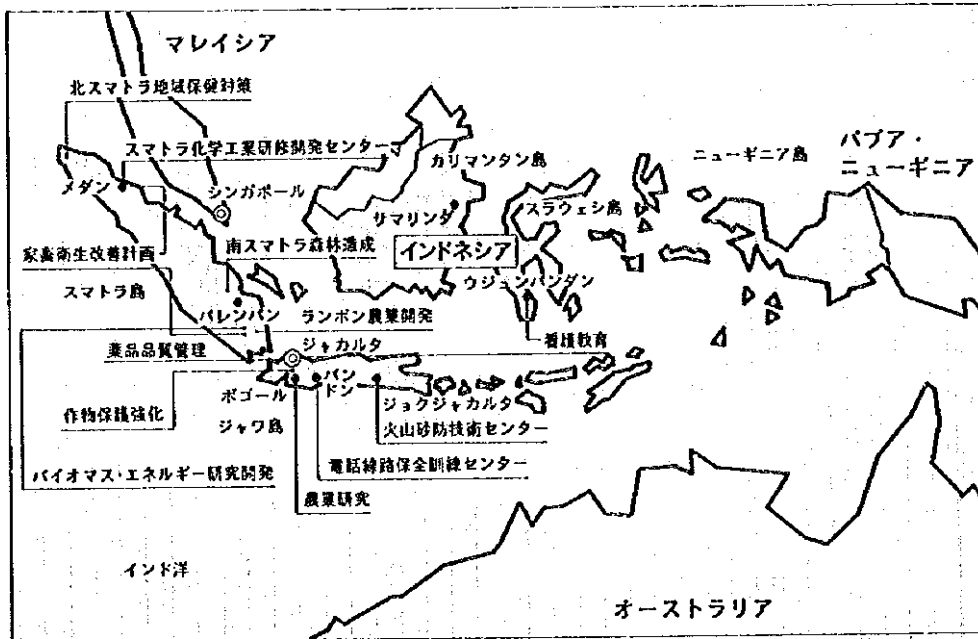 マレイシア
北スマトラ地域保健対策
スマトラ化学工業研修開発センター
カリマンタン島
ニューギニア島
パプア・
ニューギニア
メダン
シンガポール
サマリンダ
スラウェシ島
家畜衛生改善計画
南スマトラ森林造成
インドネシア
スマトラ島
ウジュンパンダン
パレンバン
ランポン農業開発
看護教育
薬品品質管理
ジャカルタ
バン
ドン
ボゴール
ジョクジャカルタ
作物保護強化
ジャワ島
火山砂防技術センター
バイオマス・エネルギー研究開発
電話線路保全訓練センター
農業研究
インド洋
オーストラリア